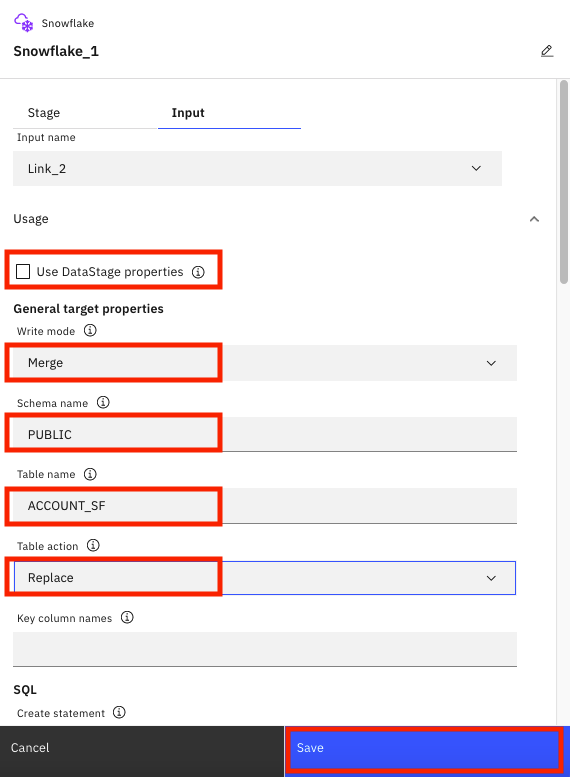 Snowflake
Snowflake_1
Stage Input
Input name
Link_2
Usage
Use DataStage properties
General target properties
Write mode
Merge
Schema name
PUBLIC
Table name
ACCOUNT_SF
Table action
Replace
Key column names
SQL
Create statement
Cancel Save